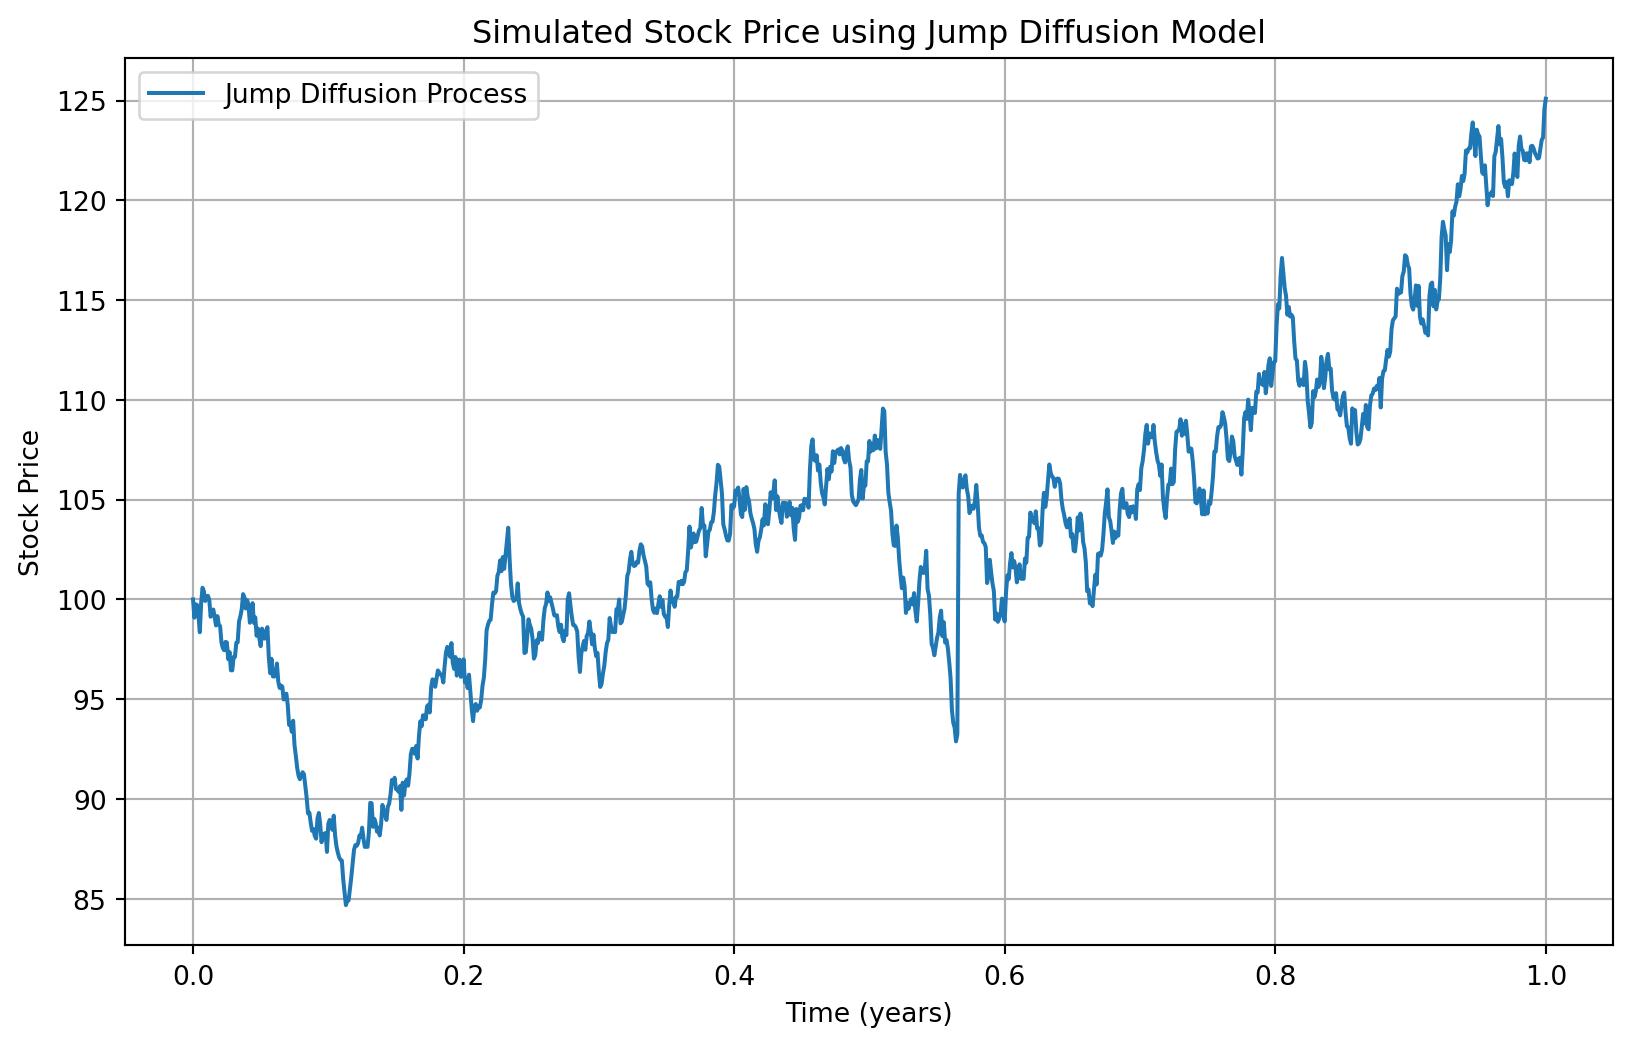 Simulated Stock Price using Jump Diffusion Model
Jump Diffusion Process
Stock Price
125
120
115
110
105
100
95
90
85
0.0 0.2 0.4 0.6 0.8 1.0
Time (years)